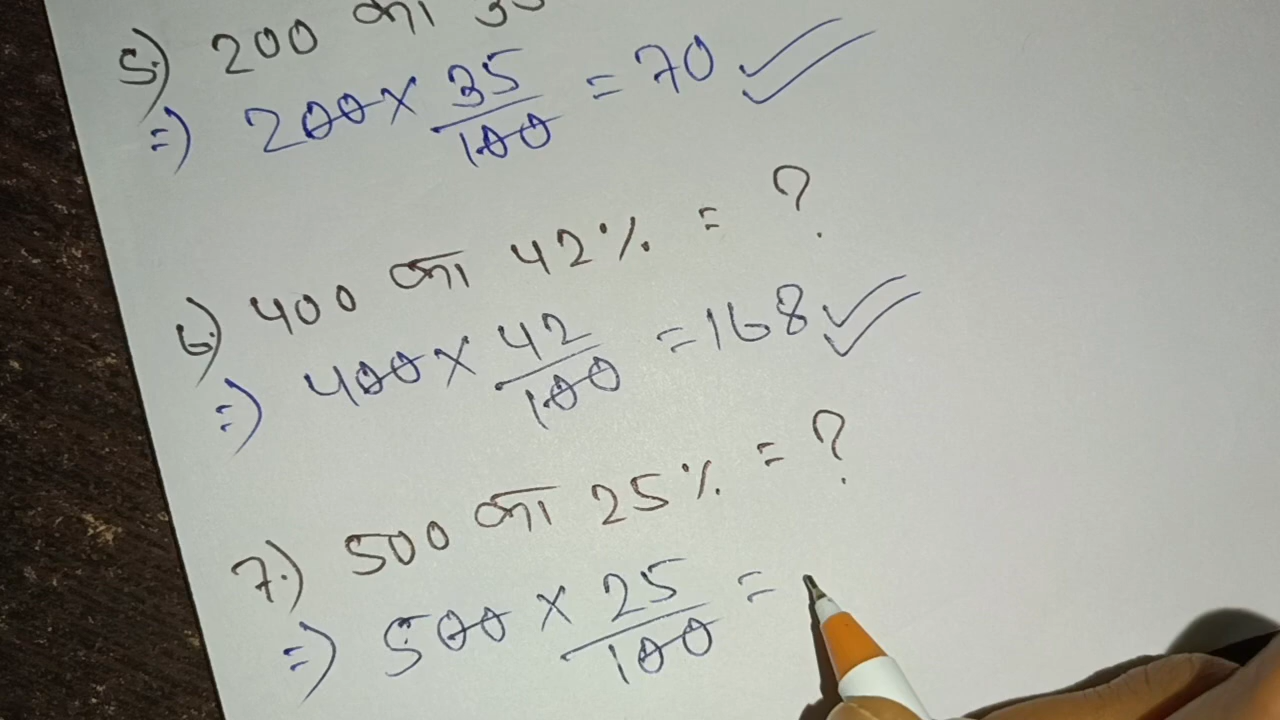 5.) 200 का 35
=) 200 × 35/100 = 70
6.) 400 का 42% = ?
=) 400 × 42/100 = 168
7.) 500 का 25% = ?
=) 500 × 25/100 =